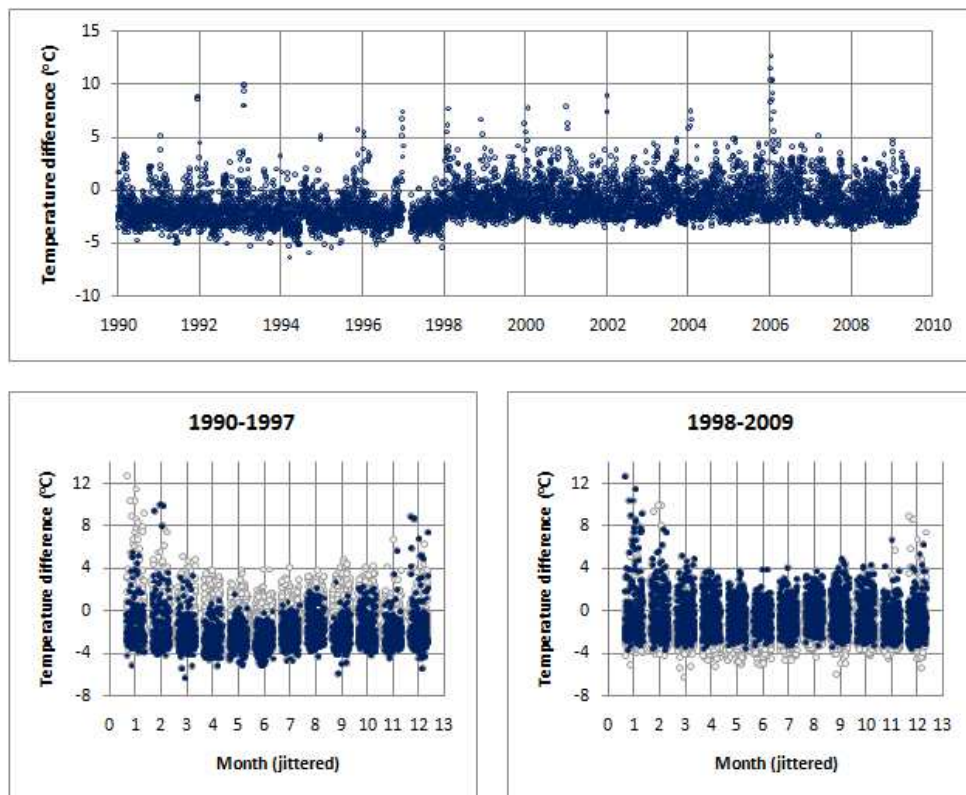 Temperature difference (°C)
15
10
5
0
-5
-10
1990 1992 1994 1996 1998 2000 2002 2004 2006 2008 2010
1990-1997
Temperature difference (°C)
12
8
4
0
-4
-8
0 1 2 3 4 5 6 7 8 9 10 11 12 13
Month (jittered)
1998-2009
Temperature difference (°C)
12
8
4
0
-4
-8
0 1 2 3 4 5 6 7 8 9 10 11 12 13
Month (jittered)